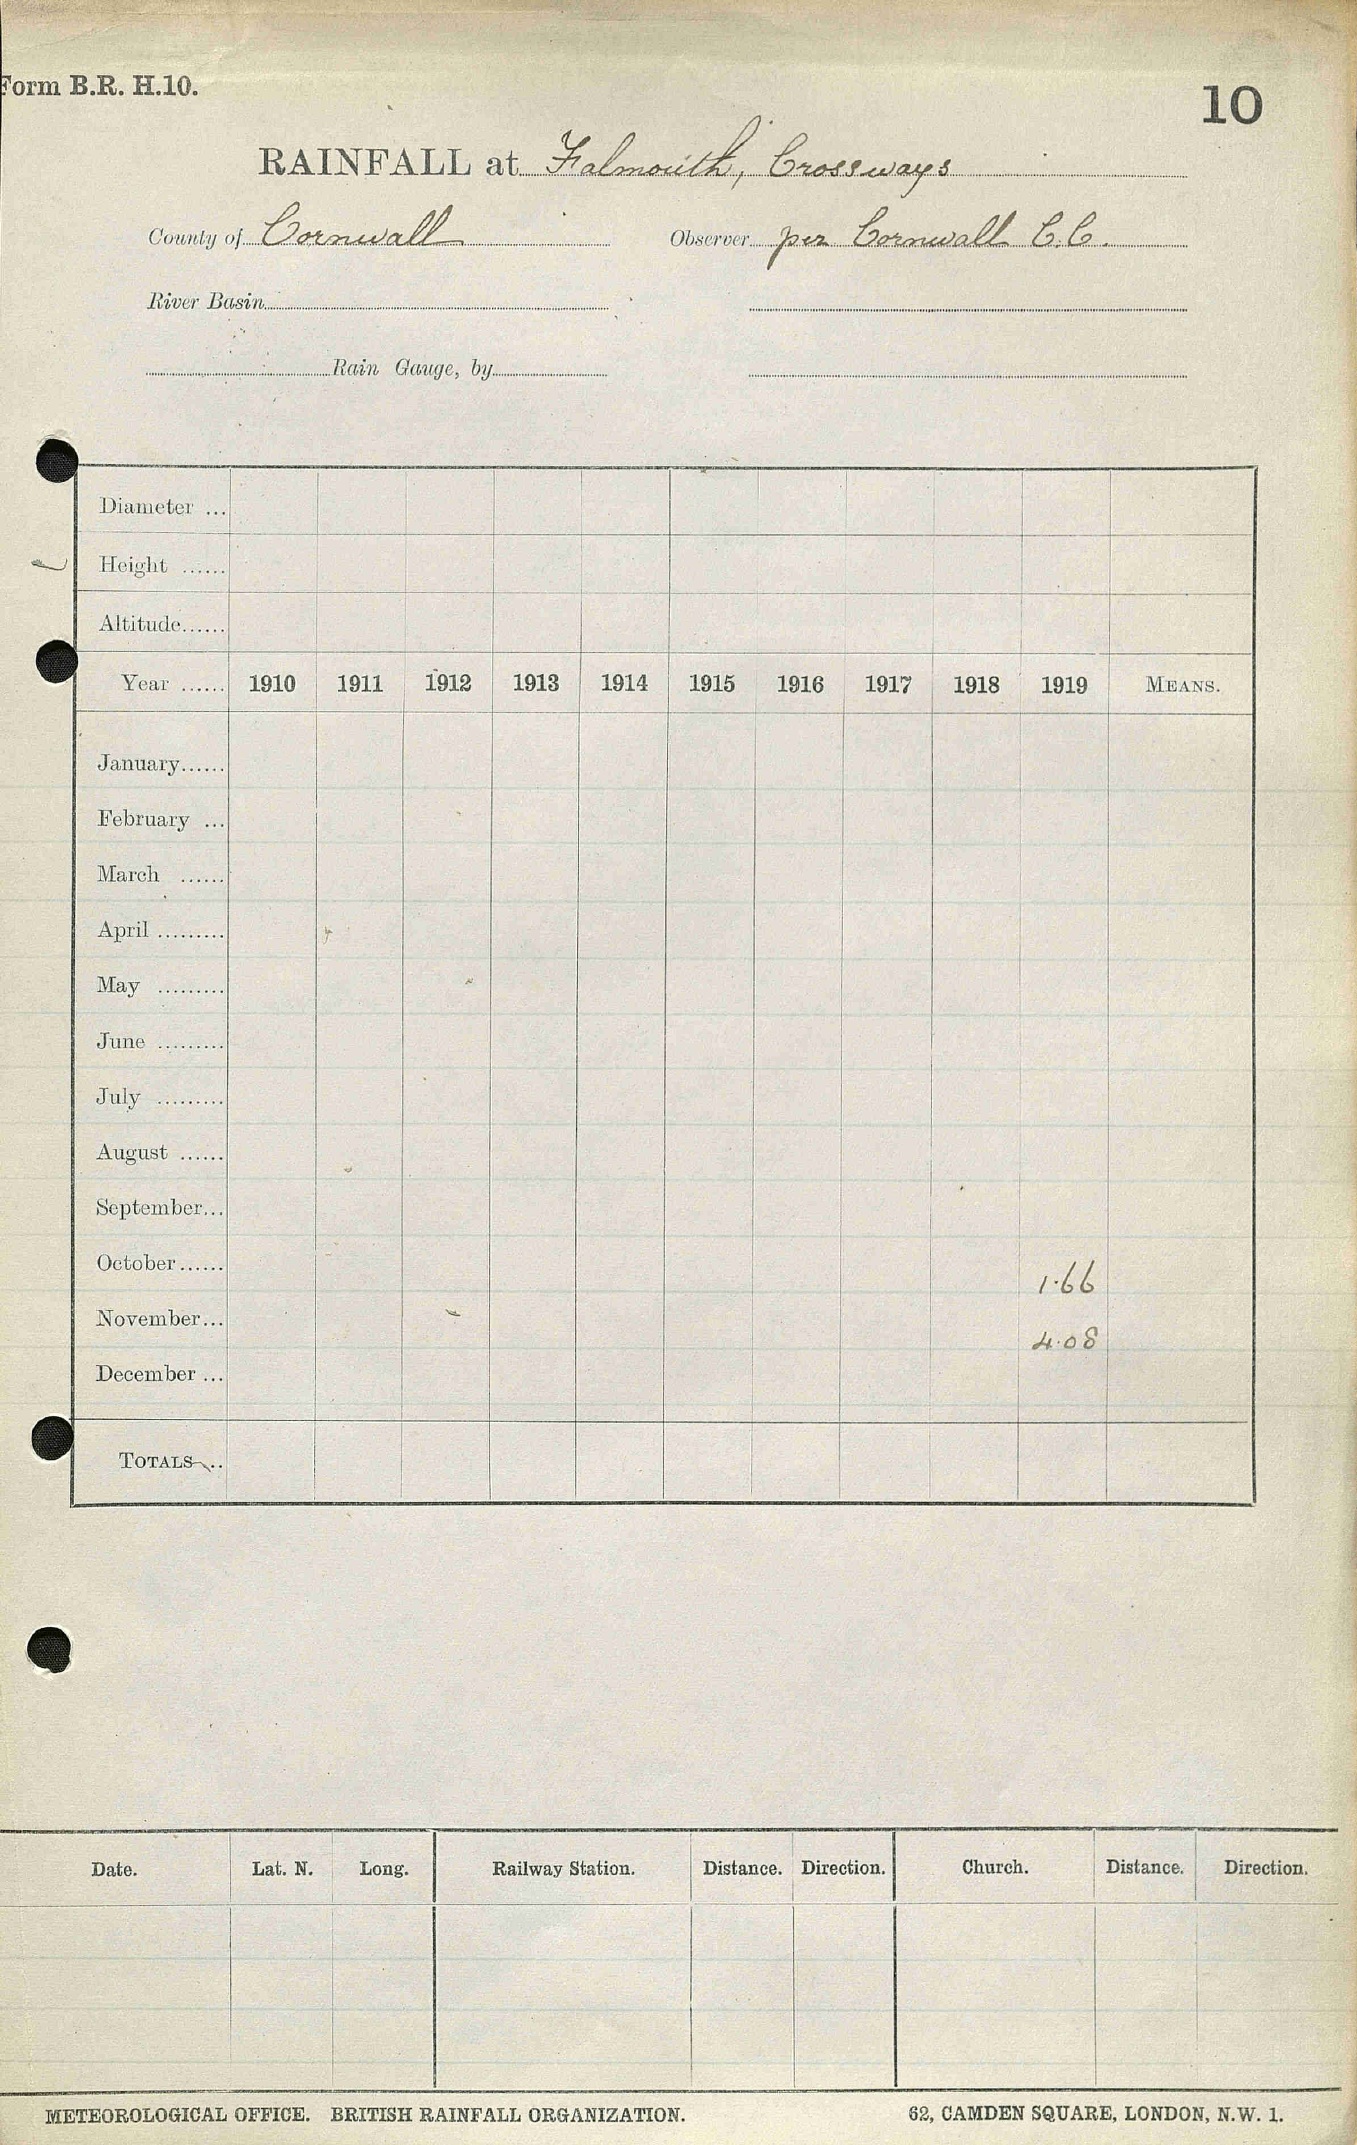 Form B.R. H.10.
10
RAINFALL at Falmouth, Crossways
County of Cornwall Observer per Cornwall C.C.
River Basin
Rain Gauge, by
Diameter ...
Height ......
Altitude......
Year ...... 1910 1911 1912 1913 1914 1915 1916 1917 1918 1919 MEANS.
January......
February ...
March ......
April .........
May .........
June .........
July .........
August ......
September...
October...... 1.66
November... 4.08
December ...
TOTALS...
Date. Lat. N. Long. Railway Station. Distance. Direction. Church. Distance. Direction.
METEOROLOGICAL OFFICE. BRITISH RAINFALL ORGANIZATION. 62, CAMDEN SQUARE, LONDON, N.W. 1.